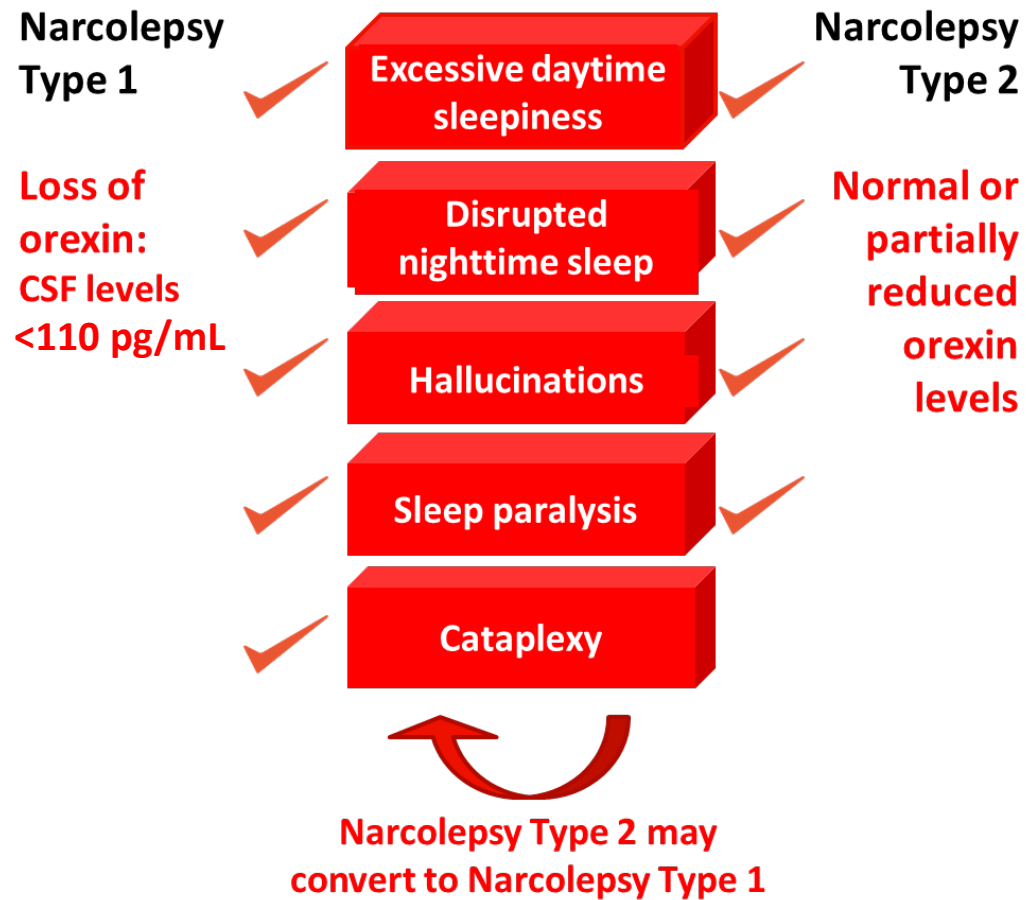 Narcolepsy
Type 1
Narcolepsy
Type 2
Excessive daytime
sleepiness
Loss of
orexin:
CSF levels
<110 pg/mL
Disrupted
nighttime sleep
Normal or
partially
reduced
orexin
levels
Hallucinations
Sleep paralysis
Cataplexy
Narcolepsy Type 2 may
convert to Narcolepsy Type 1